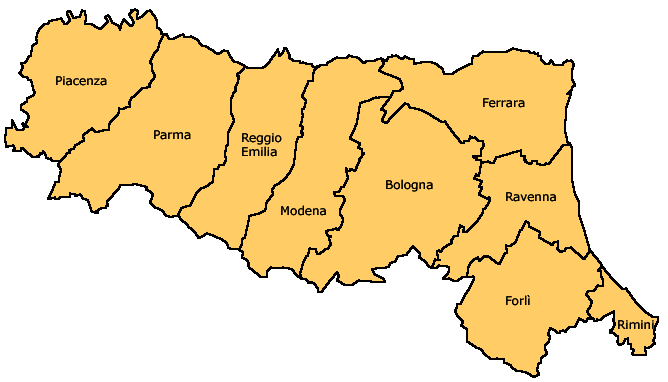 Piacenza
Parma
Reggio
Emilia
Modena
Bologna
Ferrara
Ravenna
Forlì
Rimini